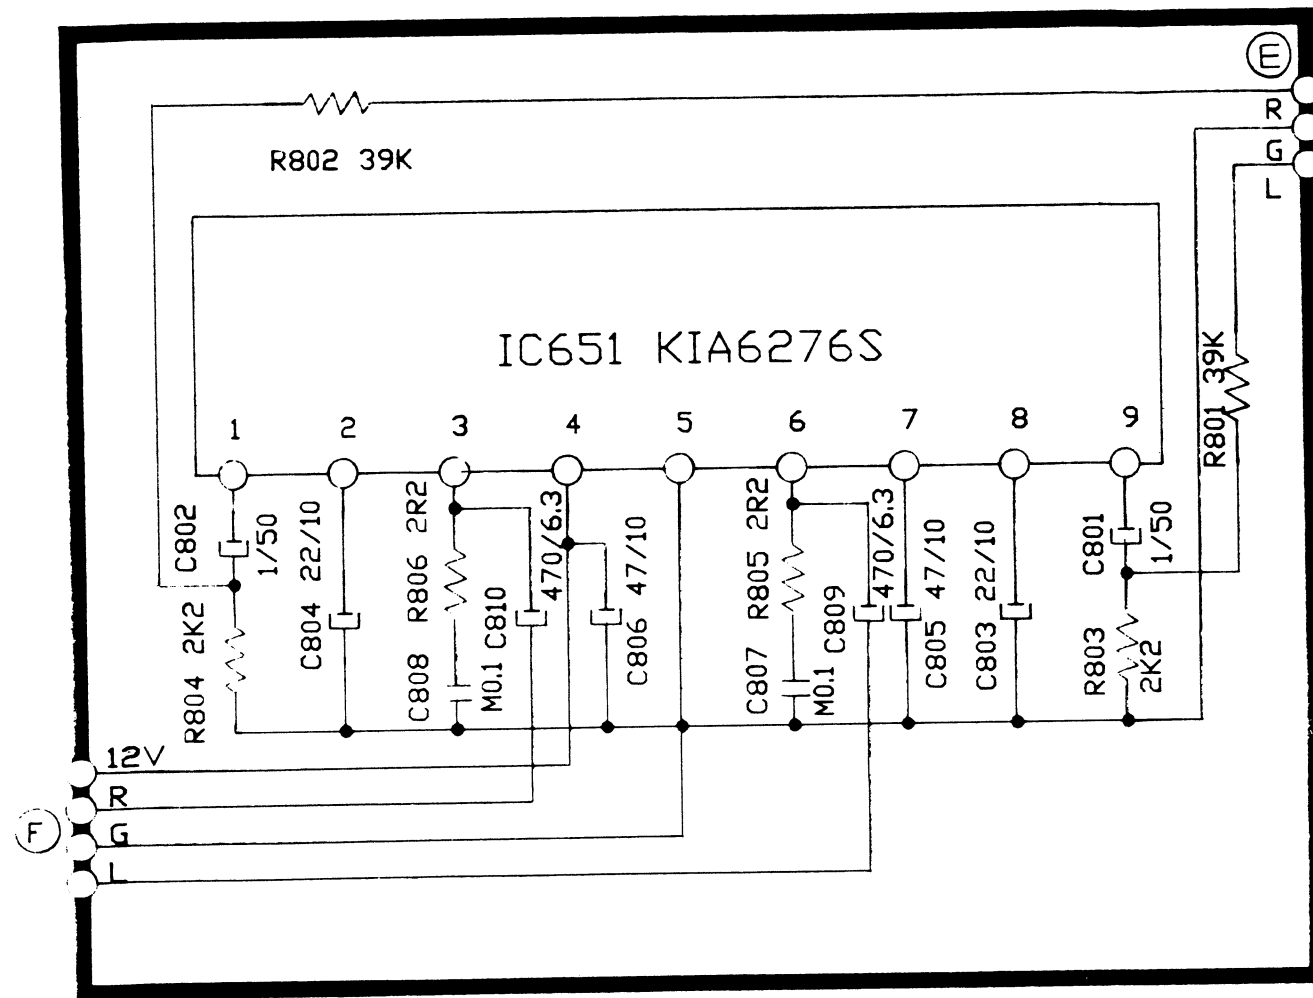 E
R
G
L
R802 39K
IC651 KIA6276S
R801 39K
1
2
3
4
5
6
7
8
9
C802
1/50
C804 22/10
R806 2R2
470/6.3
47/10
R805 2R2
470/6.3
C805 47/10
C803 22/10
C801
1/50
R804 2K2
C808
M0.1
C810
C806
C807
M0.1
C809
R803
2K2
12V
R
F
G
L